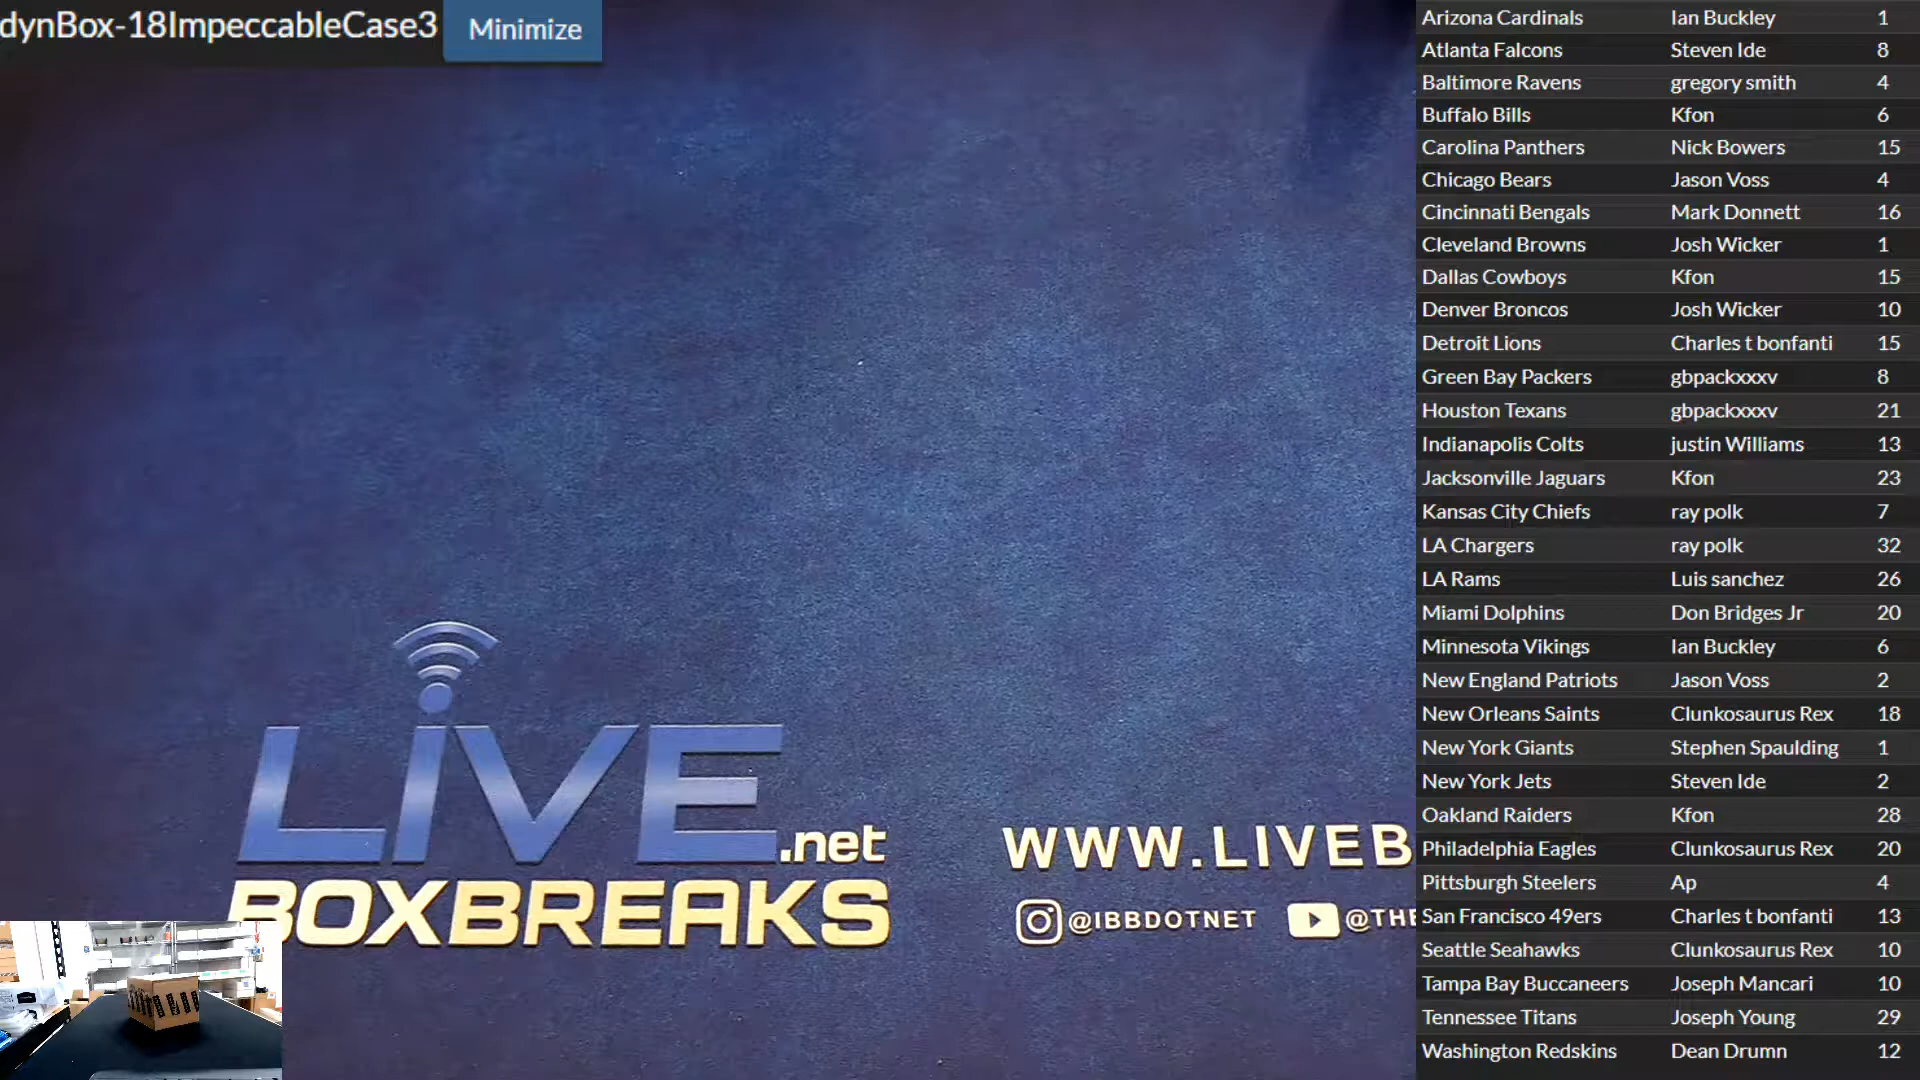 dynBox-18ImpeccableCase3 Minimize
Arizona Cardinals Ian Buckley 1
Atlanta Falcons Steven Ide 8
Baltimore Ravens gregory smith 4
Buffalo Bills Kfon 6
Carolina Panthers Nick Bowers 15
Chicago Bears Jason Voss 4
Cincinnati Bengals Mark Donnett 16
Cleveland Browns Josh Wicker 1
Dallas Cowboys Kfon 15
Denver Broncos Josh Wicker 10
Detroit Lions Charles t bonfanti 15
Green Bay Packers gbpackxxxv 8
Houston Texans gbpackxxxv 21
Indianapolis Colts justin Williams 13
Jacksonville Jaguars Kfon 23
Kansas City Chiefs ray polk 7
LA Chargers ray polk 32
LA Rams Luis sanchez 26
Miami Dolphins Don Bridges Jr 20
Minnesota Vikings Ian Buckley 6
New England Patriots Jason Voss 2
New Orleans Saints Clunkosaurus Rex 18
New York Giants Stephen Spaulding 1
New York Jets Steven Ide 2
Oakland Raiders Kfon 28
Philadelphia Eagles Clunkosaurus Rex 20
Pittsburgh Steelers Ap 4
San Francisco 49ers Charles t bonfanti 13
Seattle Seahawks Clunkosaurus Rex 10
Tampa Bay Buccaneers Joseph Mancari 10
Tennessee Titans Joseph Young 29
Washington Redskins Dean Drumn 12
LiVE.net
BOXBREAKS
WWW.LIVEB
@IBBDOTNET @THE